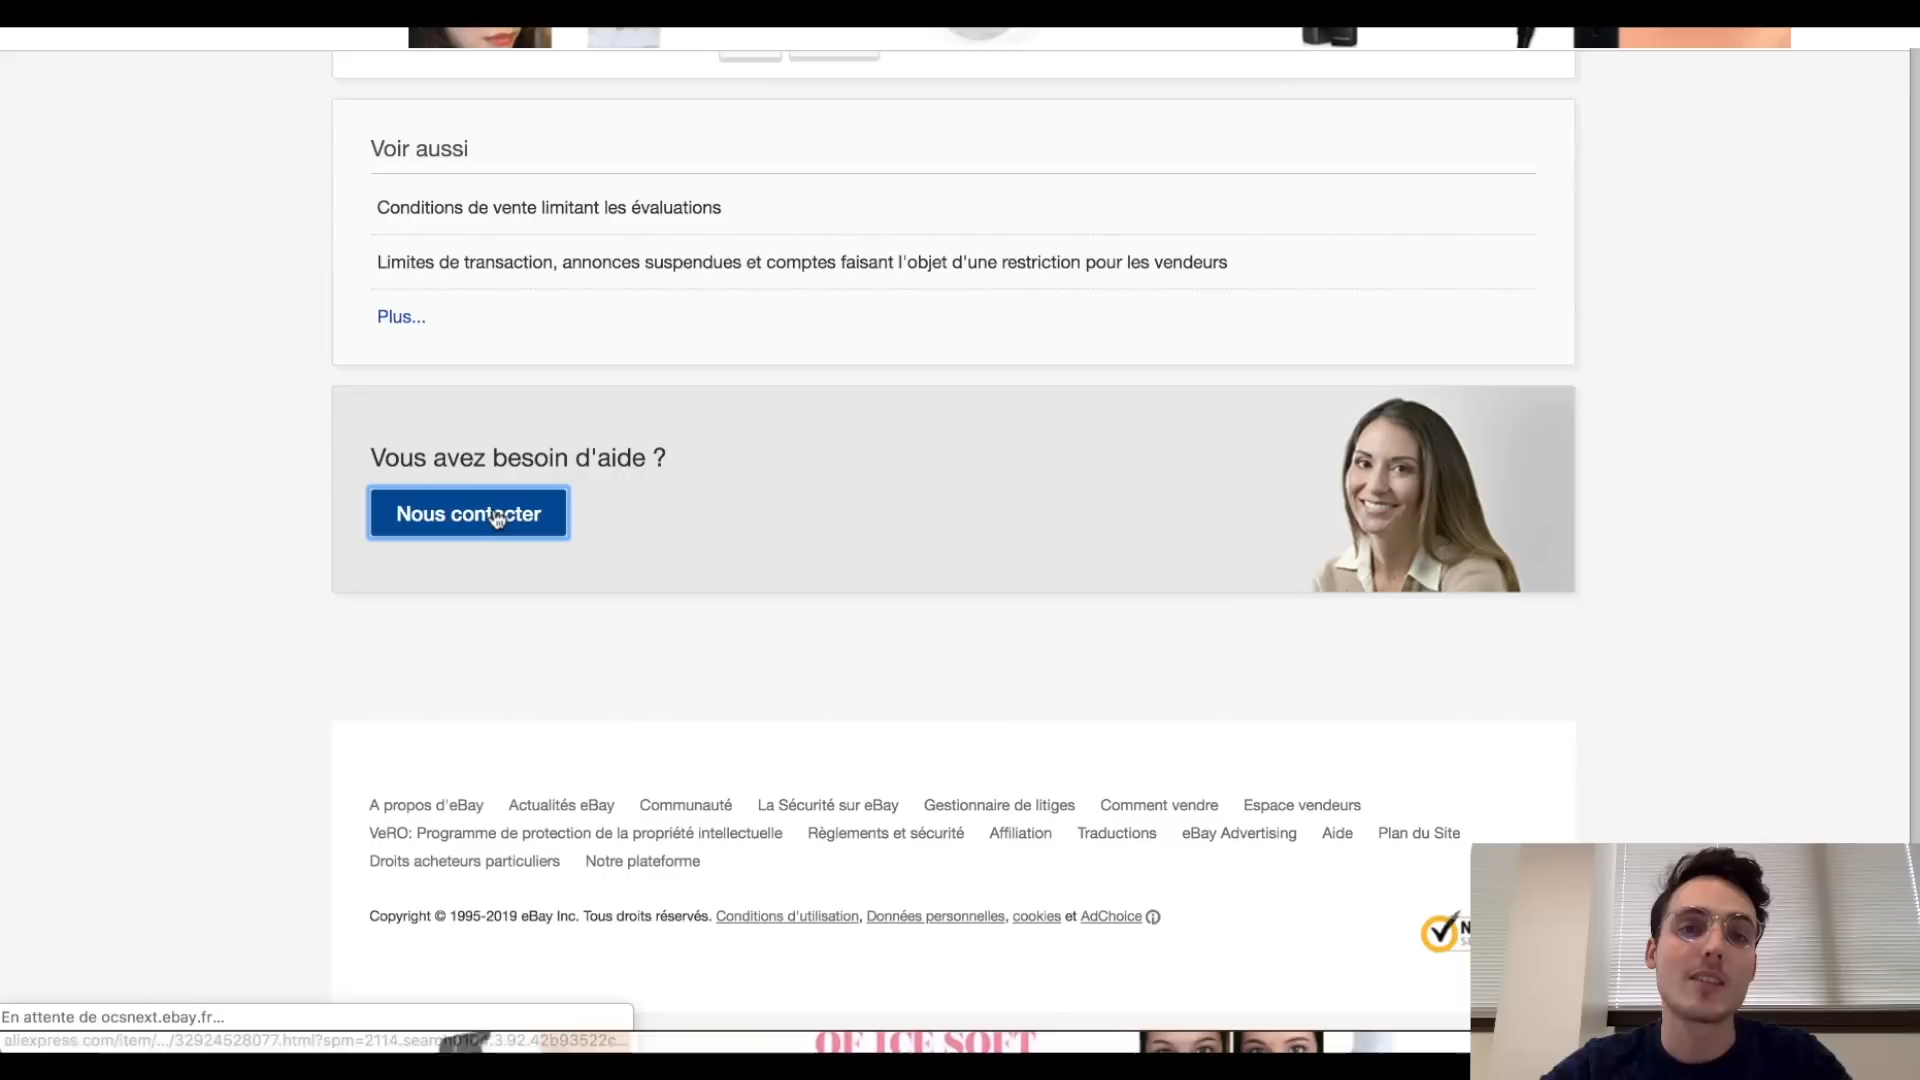 Voir aussi
Conditions de vente limitant les évaluations
Limites de transaction, annonces suspendues et comptes faisant l'objet d'une restriction pour les vendeurs
Plus...
Vous avez besoin d'aide ?
Nous contacter
A propos d'eBay Actualités eBay Communauté La Sécurité sur eBay Gestionnaire de litiges Comment vendre Espace vendeurs
VeRO: Programme de protection de la propriété intellectuelle Règlements et sécurité Affiliation Traductions eBay Advertising Aide Plan du Site
Droits acheteurs particuliers Notre plateforme
Copyright © 1995-2019 eBay Inc. Tous droits réservés. Conditions d'utilisation, Données personnelles, cookies et AdChoice
En attente de ocsnext.ebay.fr...
OF ICE SOFT